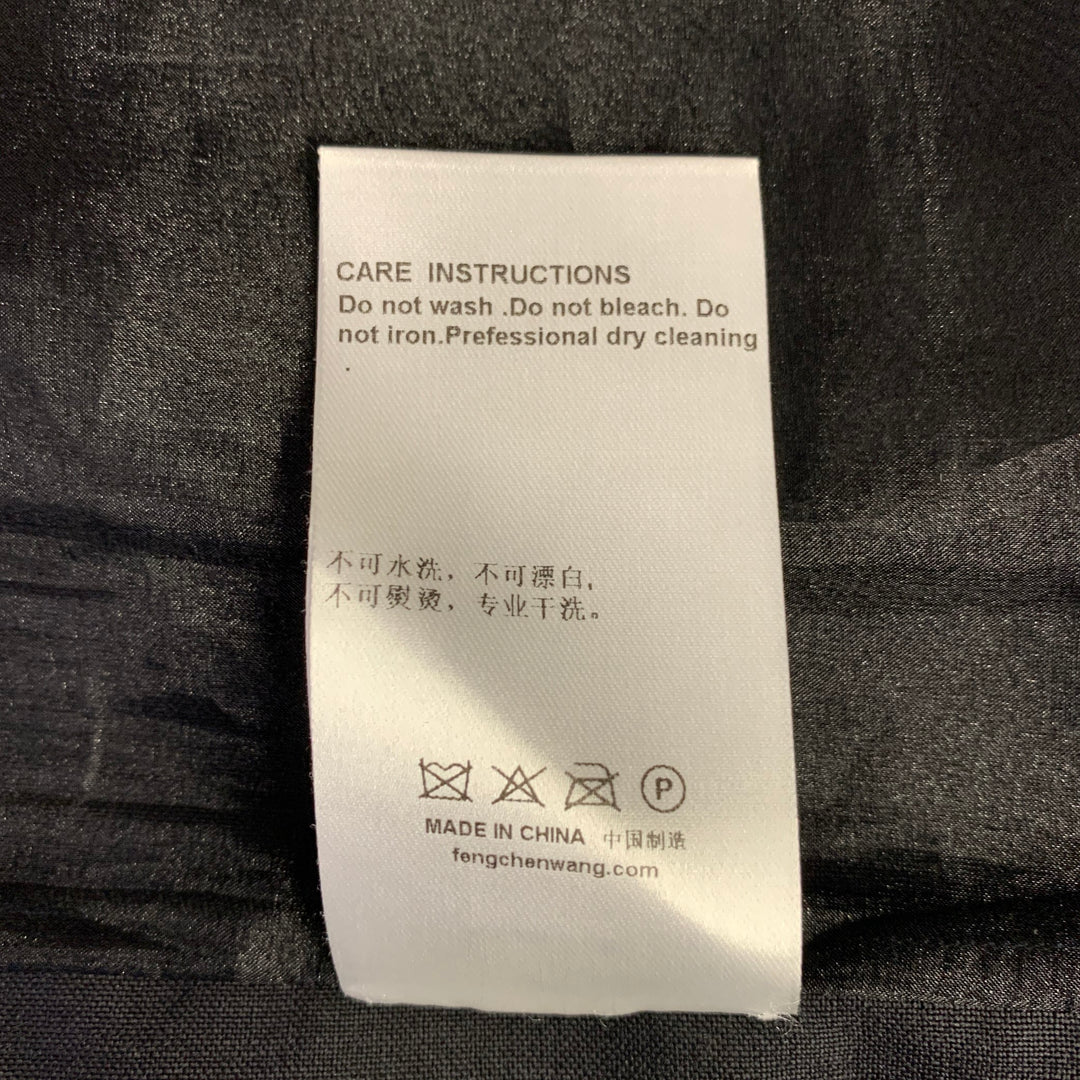 CARE INSTRUCTIONS
Do not wash .Do not bleach. Do
not iron.Prefessional dry cleaning
.
不可水洗，不可漂白，
不可熨烫，专业干洗。
P
MADE IN CHINA 中国制造
fengchenwang.com